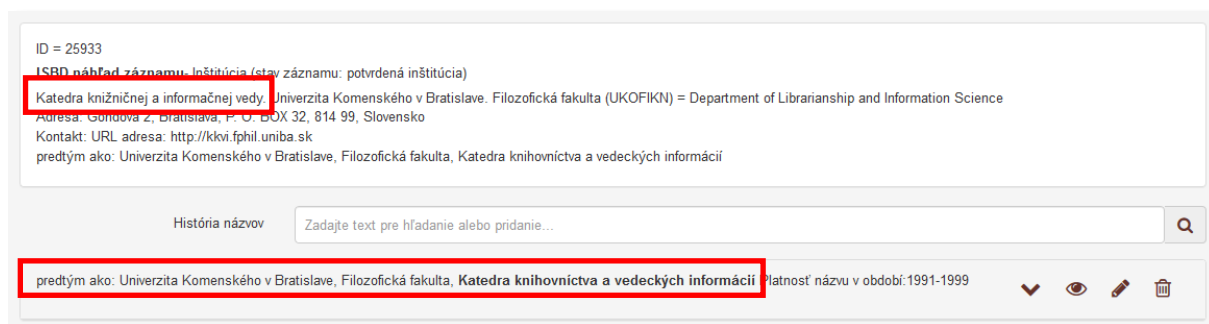 ID = 25933
ISBD náhľad záznamu- Inštitúcia (stav záznamu: potvrdená inštitúcia)
Katedra knižničnej a informačnej vedy. Univerzita Komenského v Bratislave. Filozofická fakulta (UKOFIKN) = Department of Librarianship and Information Science
Adresa: Gondova 2, Bratislava, P. O. BOX 32, 814 99, Slovensko
Kontakt: URL adresa: http://kkvi.fphil.uniba.sk
predtým ako: Univerzita Komenského v Bratislave, Filozofická fakulta, Katedra knihovníctva a vedeckých informácií
História názvov
Zadajte text pre hľadanie alebo pridanie...
predtým ako: Univerzita Komenského v Bratislave, Filozofická fakulta, Katedra knihovníctva a vedeckých informácií Platnosť názvu v období:1991-1999